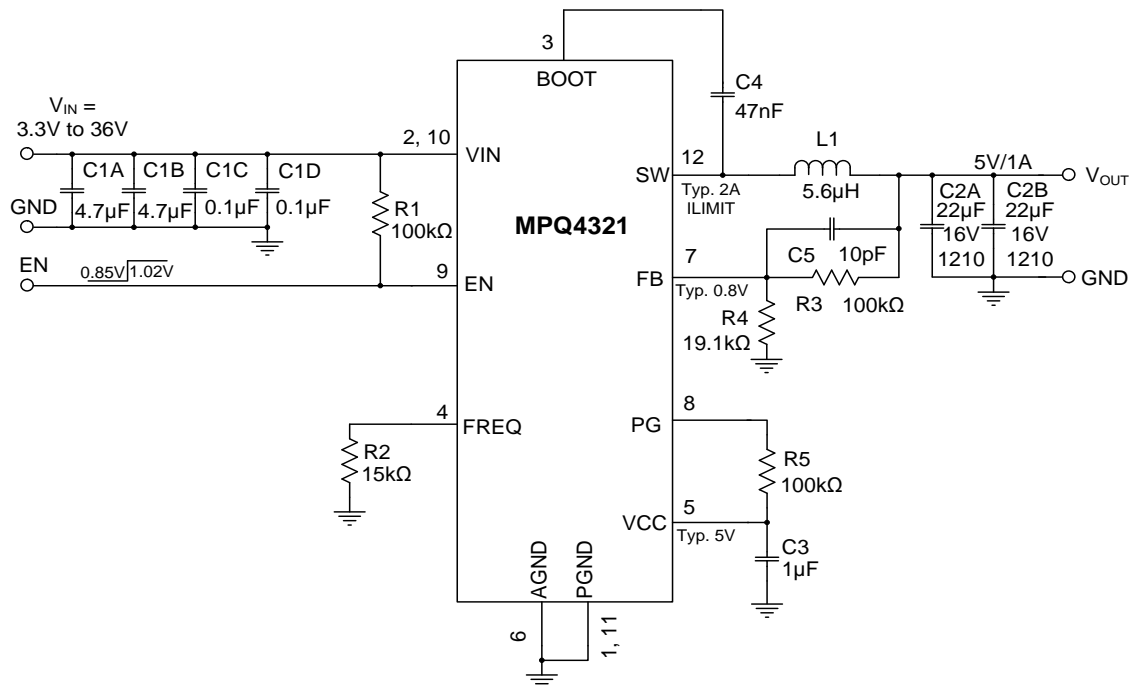 3
BOOT
C4
47nF
V_IN =
3.3V to 36V
2, 10
VIN
C1A
C1B
C1C
C1D
4.7µF
4.7µF
0.1µF
0.1µF
GND
R1
100kΩ
EN
0.85V
1.02V
9
EN
MPQ4321
12
SW
Typ. 2A
ILIMIT
L1
5.6µH
5V/1A
V_OUT
C2A
22µF
16V
1210
C2B
22µF
16V
1210
GND
7
FB
Typ. 0.8V
C5
10pF
R3
100kΩ
R4
19.1kΩ
4
FREQ
R2
15kΩ
8
PG
R5
100kΩ
5
VCC
Typ. 5V
C3
1µF
AGND
PGND
6
1, 11